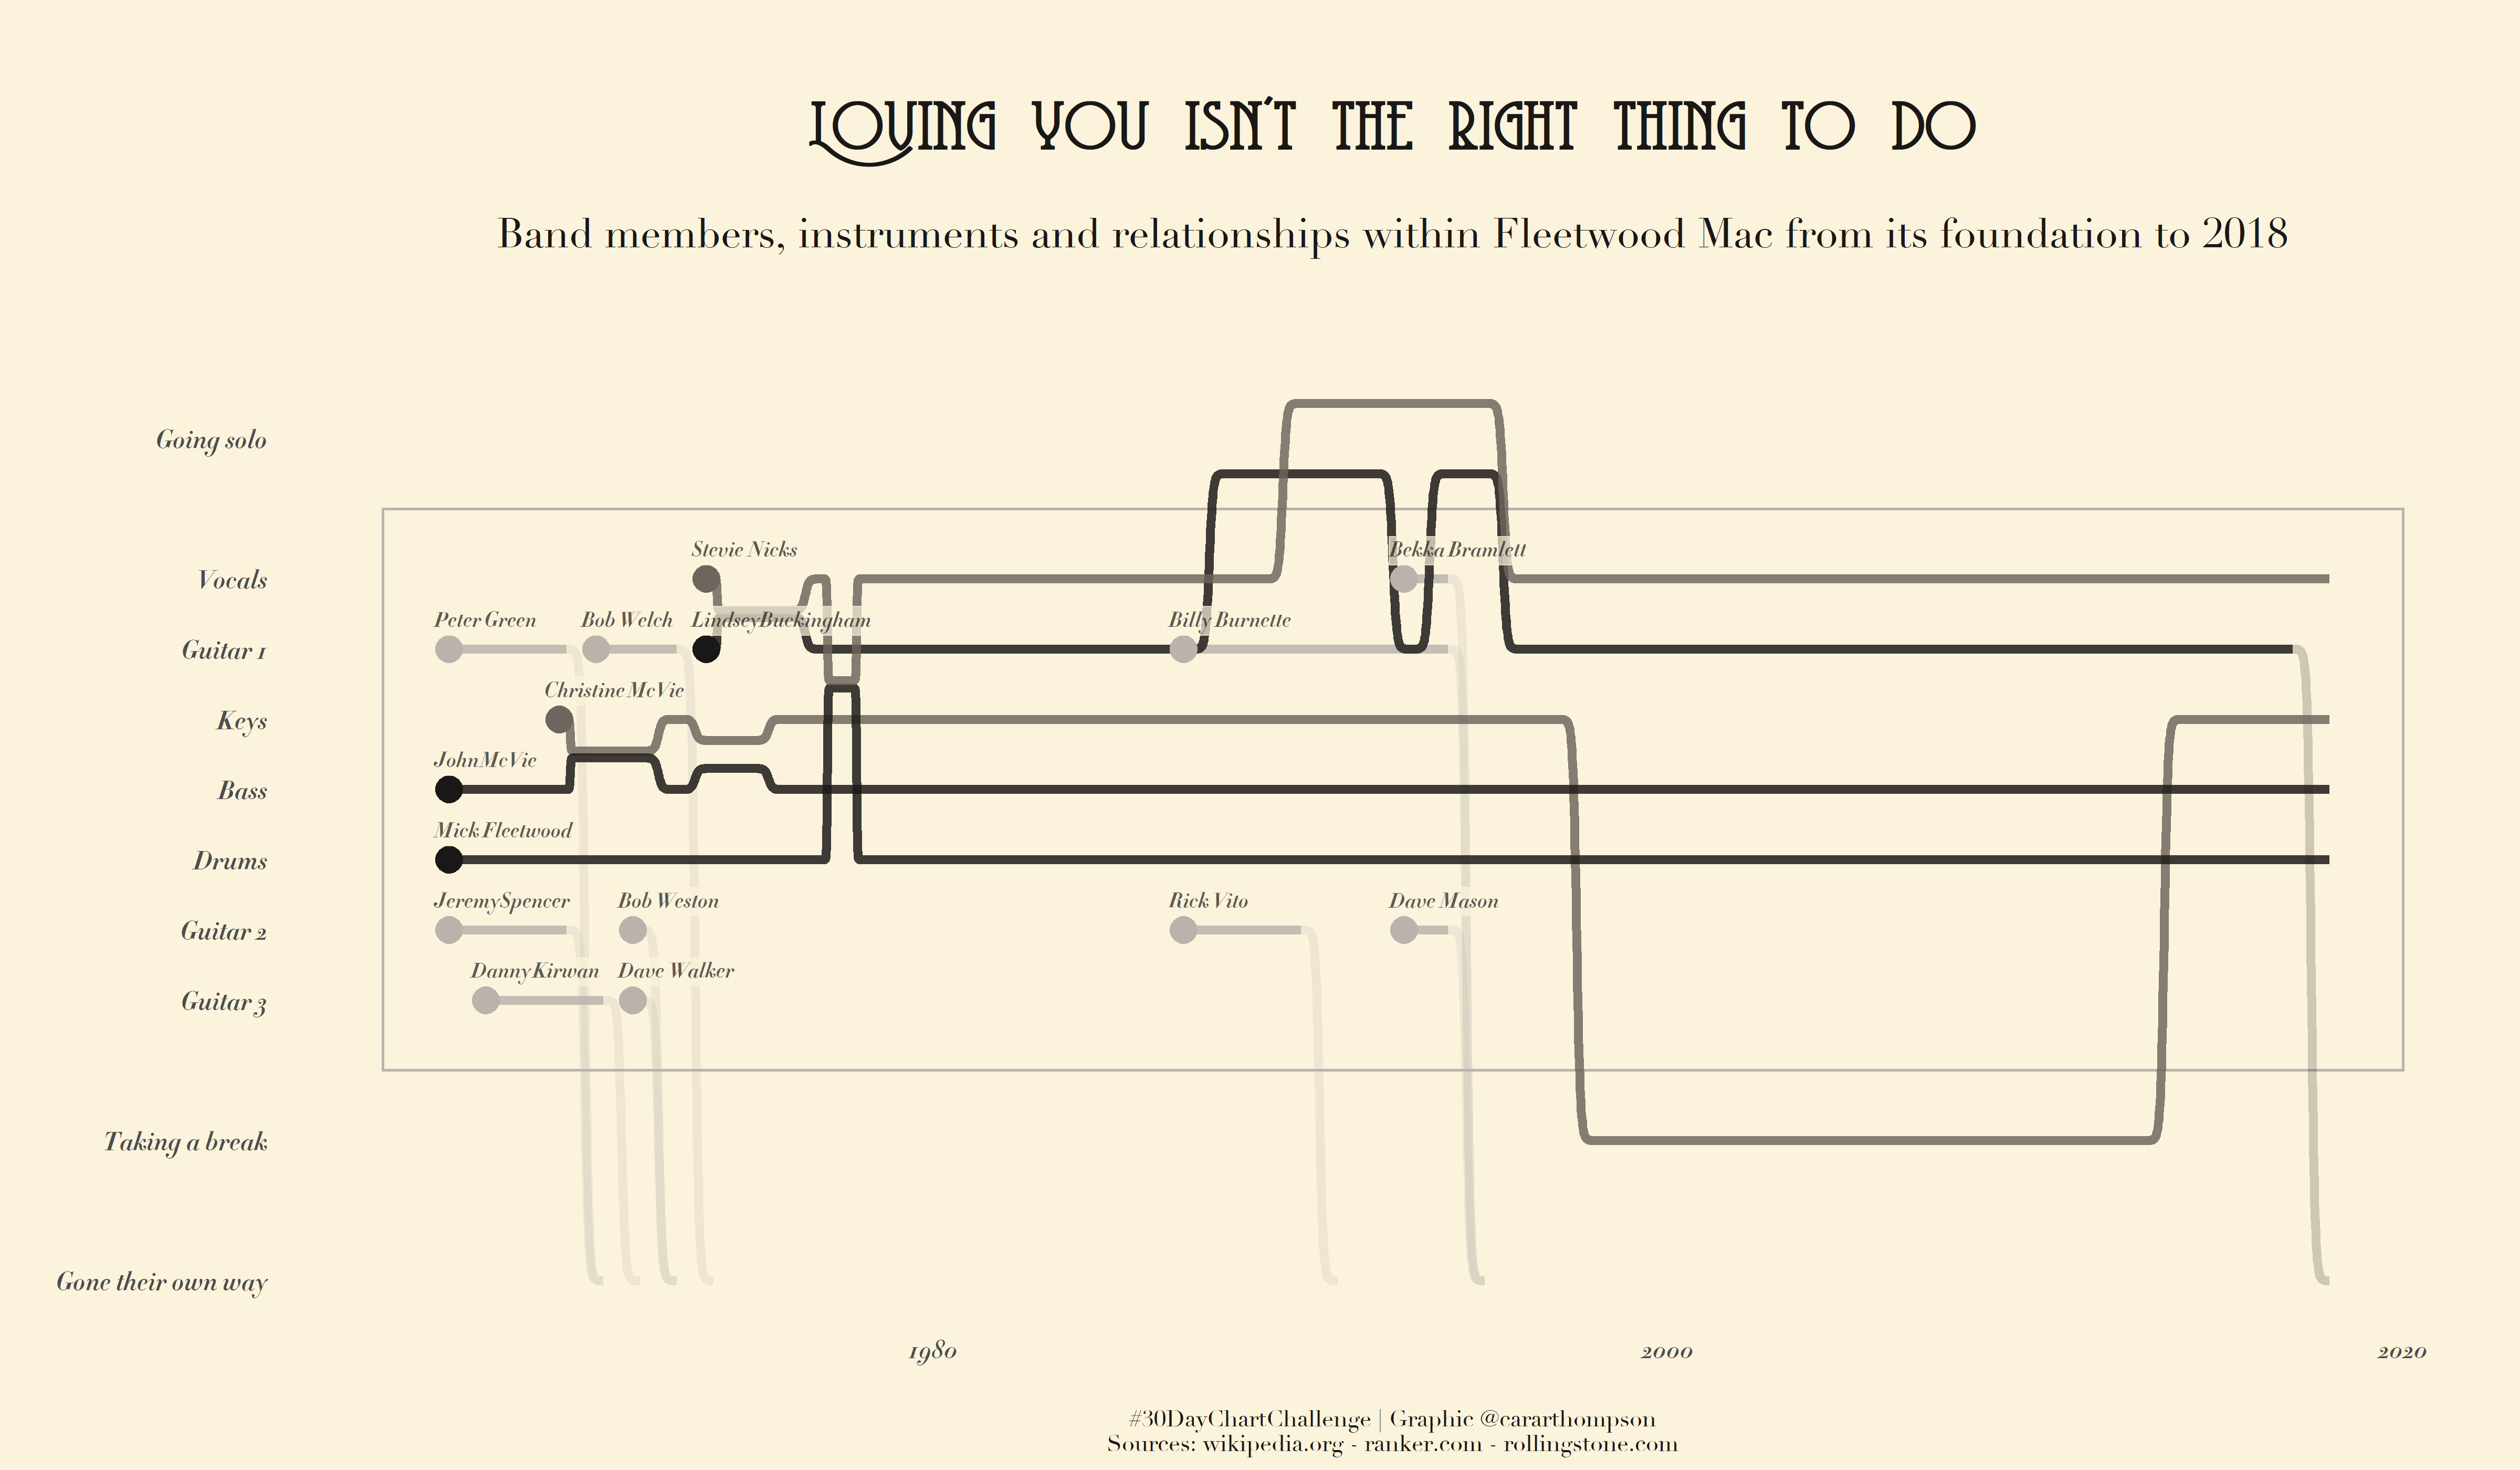 LOVING YOU ISN'T THE RIGHT THING TO DO
Band members, instruments and relationships within Fleetwood Mac from its foundation to 2018
Going solo
Stevie Nicks
Bekka Bramlett
Vocals
Peter Green
Bob Welch
LindseyBuckingham
Billy Burnette
Guitar 1
Christine McVie
Keys
John McVie
Bass
Mick Fleetwood
Drums
Jeremy Spencer
Bob Weston
Rick Vito
Dave Mason
Guitar 2
Danny Kirwan
Dave Walker
Guitar 3
Taking a break
Gone their own way
1980
2000
2020
#30DayChartChallenge | Graphic @cararthompson
Sources: wikipedia.org - ranker.com - rollingstone.com